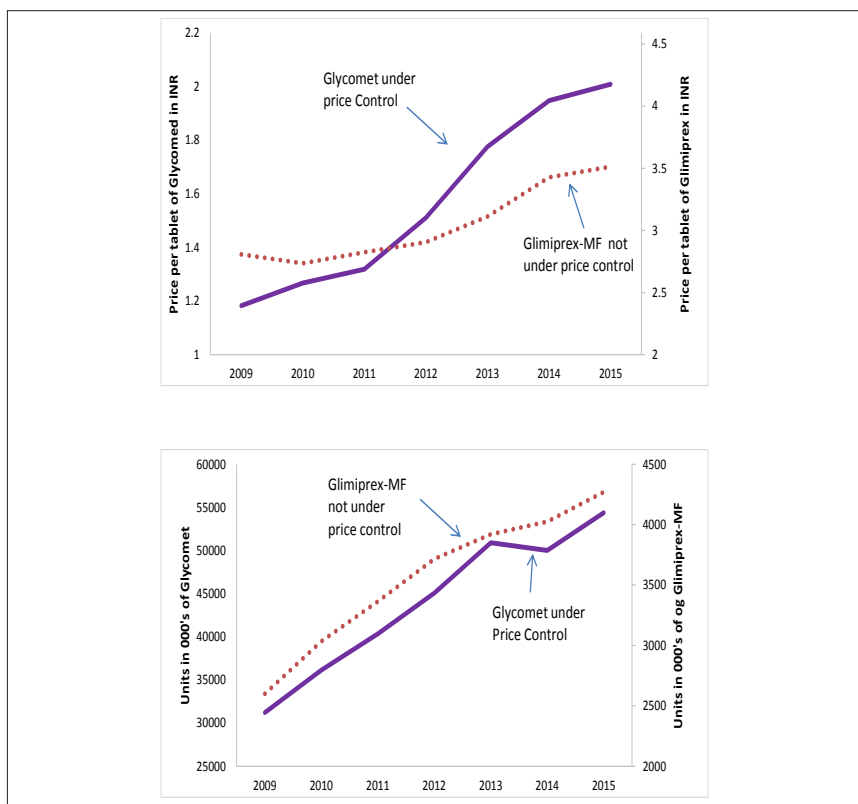 2.2
2
1.8
1.6
1.4
1.2
1
Price per tablet of Glycomed in INR
4.5
4
3.5
3
2.5
2
Price per tablet of Glimiprex in INR
Glycomet under
price Control
Glimiprex-MF not
under price control
2009 2010 2011 2012 2013 2014 2015
60000
55000
50000
45000
40000
35000
30000
25000
Units in 000's of Glycomet
4500
4000
3500
3000
2500
2000
Units in 000's of og Glimiprex-MF
Glimiprex-MF
not under
price control
Glycomet under
Price Control
2009 2010 2011 2012 2013 2014 2015